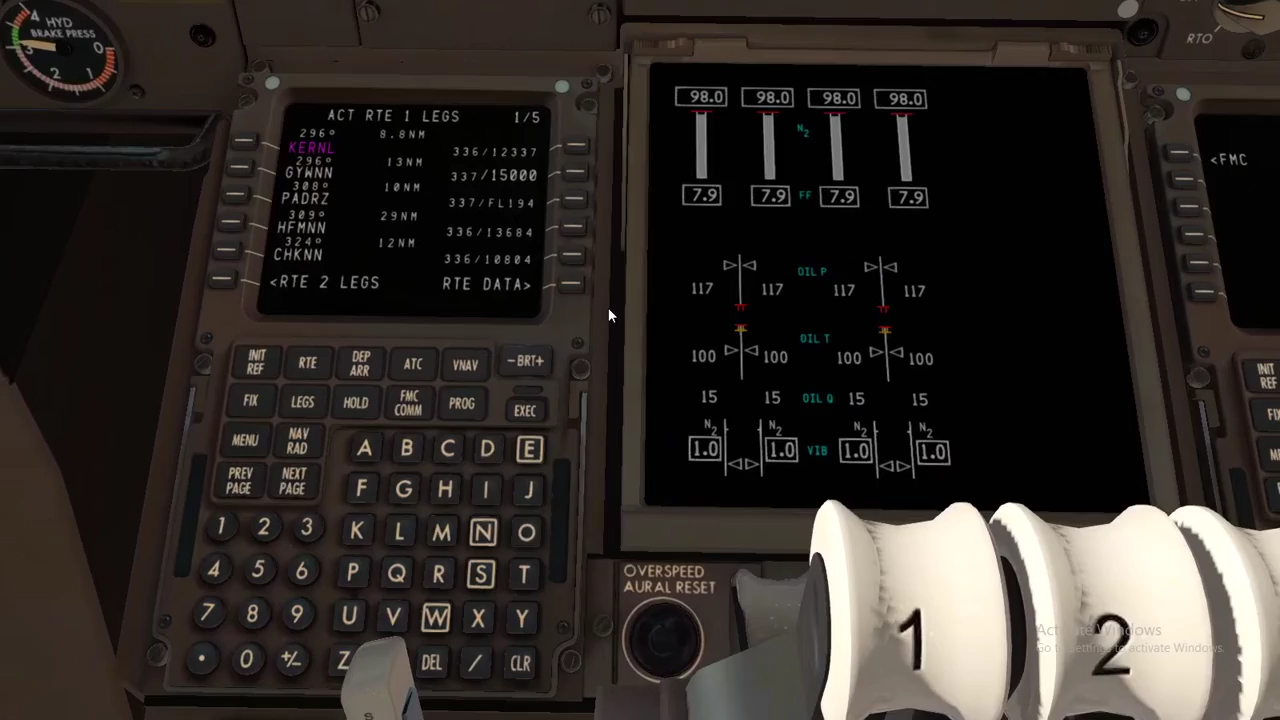 4
HYD
BRAKE PRESS
3
0
2
1
RTO
ACT RTE 1 LEGS 1/5
296° 8.8NM
KERNL 336/12337
296° 13NM
GYWNN 337/15000
308° 10NM
PADRZ 337/FL194
309° 29NM
HFMNN 336/13684
324° 12NM
CHKNN 336/10804
<RTE 2 LEGS RTE DATA>
98.0 98.0 98.0 98.0
N2
7.9 7.9 FF 7.9 7.9
OIL P
117 117 117 117
OIL T
100 100 100 100
15 15 OIL Q 15 15
N2 N2 N2 N2
1.0 1.0 VIB 1.0 1.0
<FMC
INIT REF
RTE
DEP ARR
ATC
VNAV
-BRT+
FIX
LEGS
HOLD
FMC COMM
PROG
EXEC
MENU
NAV RAD
PREV PAGE
NEXT PAGE
A B C D E
F G H I J
1 2 3 K L M N O
4 5 6 P Q R S T
7 8 9 U V W X Y
. 0 +/- Z DEL / CLR
INIT
REF
OVERSPEED
AURAL RESET
1
2
Activate Windows
Go to Settings to activate Windows.